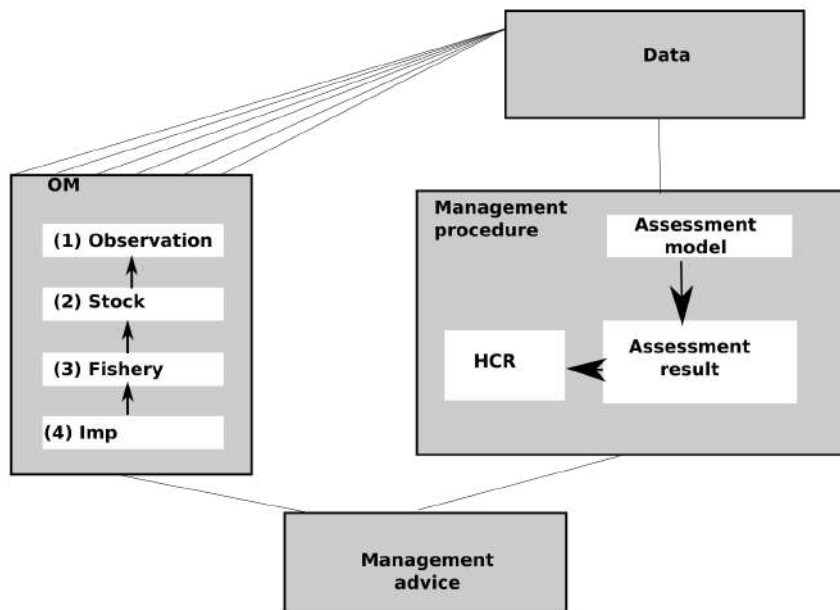 Data
OM
(1) Observation
(2) Stock
(3) Fishery
(4) Imp
Management
procedure
Assessment
model
Assessment
result
HCR
Management
advice